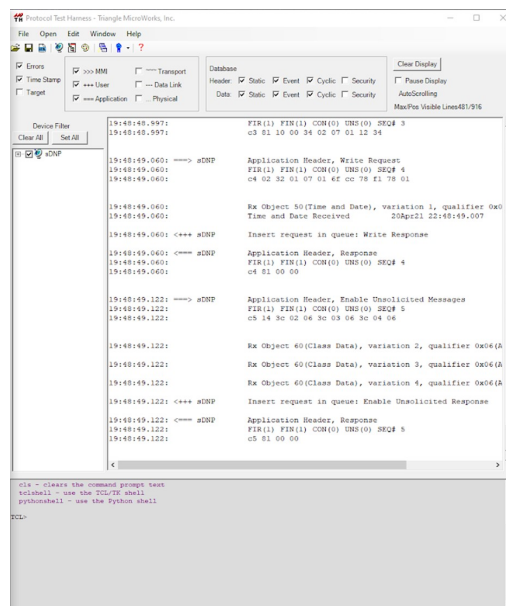 Protocol Test Harness - Triangle MicroWorks, Inc.
File Open Edit Window Help
Errors
Time Stamp
Target
>>> MMI
+++ User
=== Application
~~~ Transport
--- Data Link
... Physical
Database
Header: Static Event Cyclic Security
Data: Static Event Cyclic Security
Clear Display
Pause Display
AutoScrolling
Max/Pos Visible Lines481/916
Device Filter
Clear All Set All
sDNP
19:48:48.997: FIR(1) FIN(1) CON(0) UNS(0) SEQ# 3
19:48:48.997: c3 81 10 00 34 02 07 01 12 34
19:48:49.060: ===> sDNP Application Header, Write Request
19:48:49.060: FIR(1) FIN(1) CON(0) UNS(0) SEQ# 4
19:48:49.060: c4 02 32 01 07 01 6f cc 78 f1 78 01
19:48:49.060: Rx Object 50(Time and Date), variation 1, qualifier 0x0
19:48:49.060: Time and Date Received 20Apr21 22:48:49.007
19:48:49.060: <+++ sDNP Insert request in queue: Write Response
19:48:49.060: <=== sDNP Application Header, Response
19:48:49.060: FIR(1) FIN(1) CON(0) UNS(0) SEQ# 4
19:48:49.060: c4 81 00 00
19:48:49.122: ===> sDNP Application Header, Enable Unsolicited Messages
19:48:49.122: FIR(1) FIN(1) CON(0) UNS(0) SEQ# 5
19:48:49.122: c5 14 3c 02 06 3c 03 06 3c 04 06
19:48:49.122: Rx Object 60(Class Data), variation 2, qualifier 0x06(A
19:48:49.122: Rx Object 60(Class Data), variation 3, qualifier 0x06(A
19:48:49.122: Rx Object 60(Class Data), variation 4, qualifier 0x06(A
19:48:49.122: <+++ sDNP Insert request in queue: Enable Unsolicited Response
19:48:49.122: <=== sDNP Application Header, Response
19:48:49.122: FIR(1) FIN(1) CON(0) UNS(0) SEQ# 5
19:48:49.122: c5 81 00 00
cls - clears the command prompt text
tclshell - use the TCL/TK shell
pythonshell - use the Python shell
TCL>